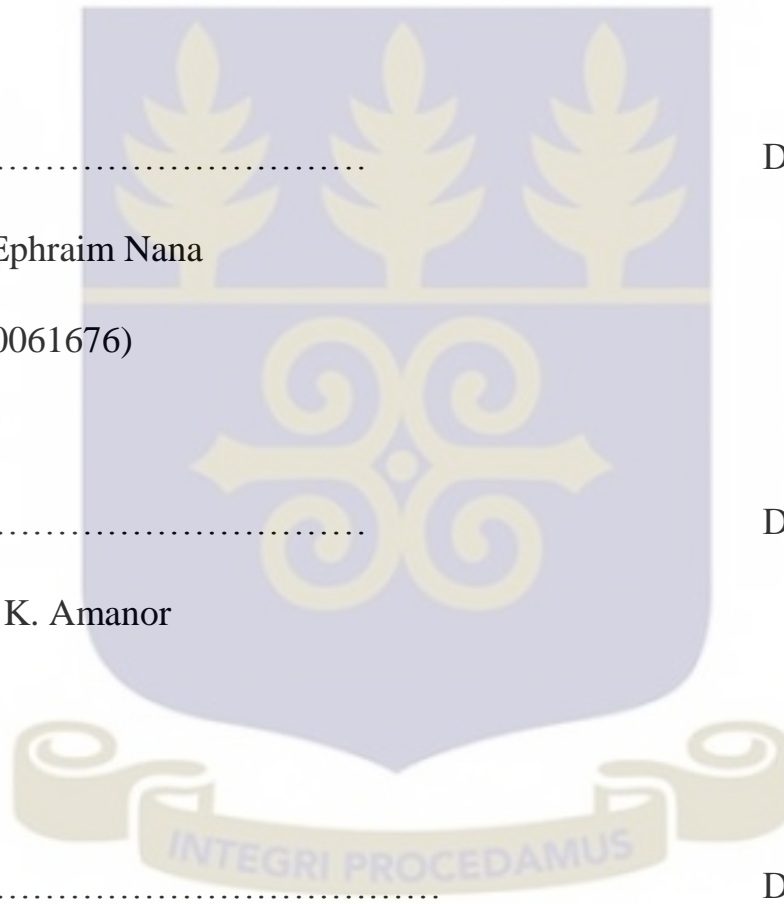 ………………………… D
Ephraim Nana
0061676)
………………………… D
K. Amanor
INTEGRI PROCEDAMUS
……………………………… D